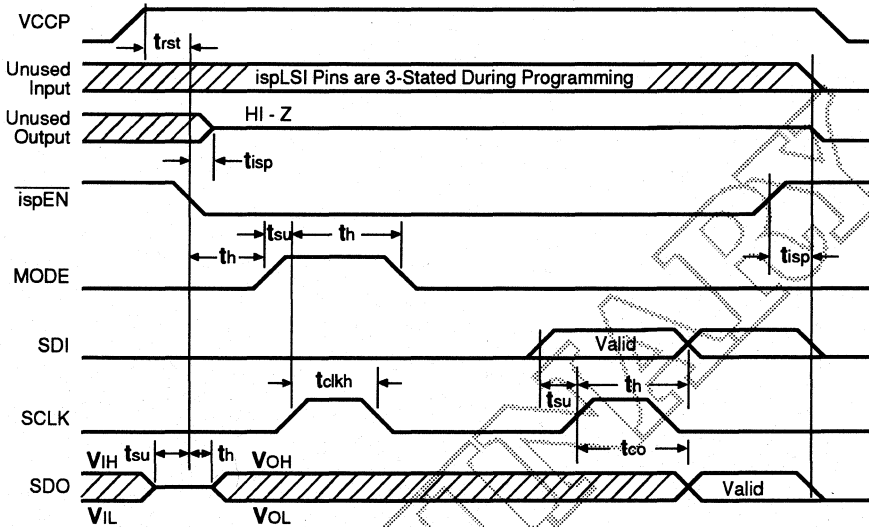 VCCP
trst
Unused
Input
ispLSI Pins are 3-Stated During Programming
Unused
Output
HI - Z
tisp
ispEN
tsu
th
th
tisp
MODE
SDI
Valid
tclkh
tsu
th
SCLK
tco
VIH
tsu
th
VOH
SDO
Valid
VIL
VOL